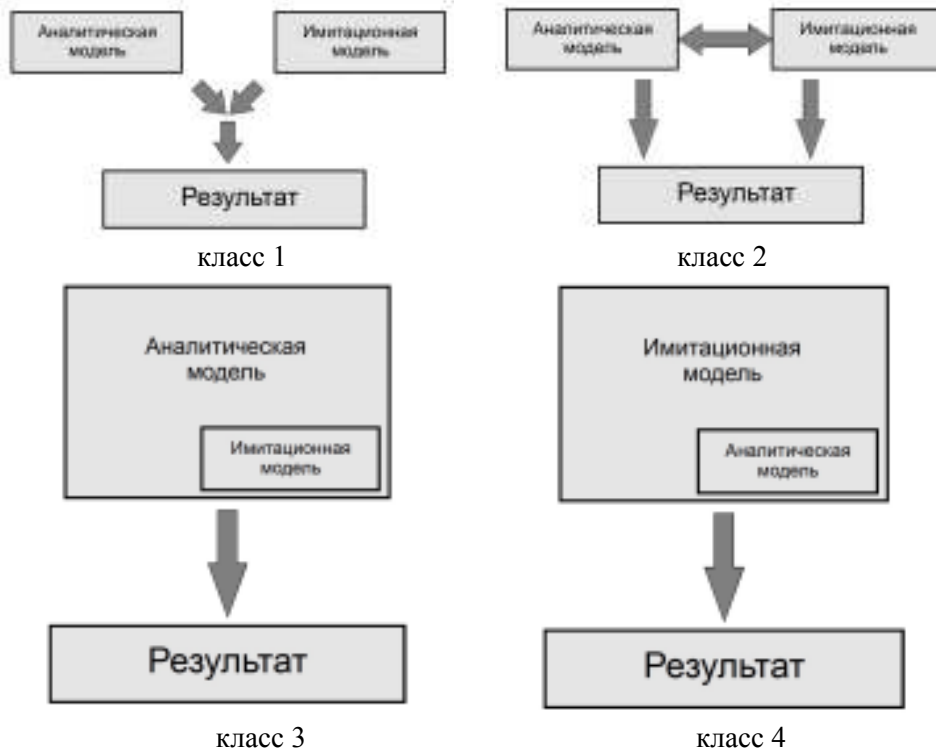 Аналитическая
модель
Имитационная
модель
Результат
класс 1
Аналитическая
модель
Имитационная
модель
Результат
класс 2
Аналитическая
модель
Имитационная
модель
Результат
класс 3
Имитационная
модель
Аналитическая
модель
Результат
класс 4